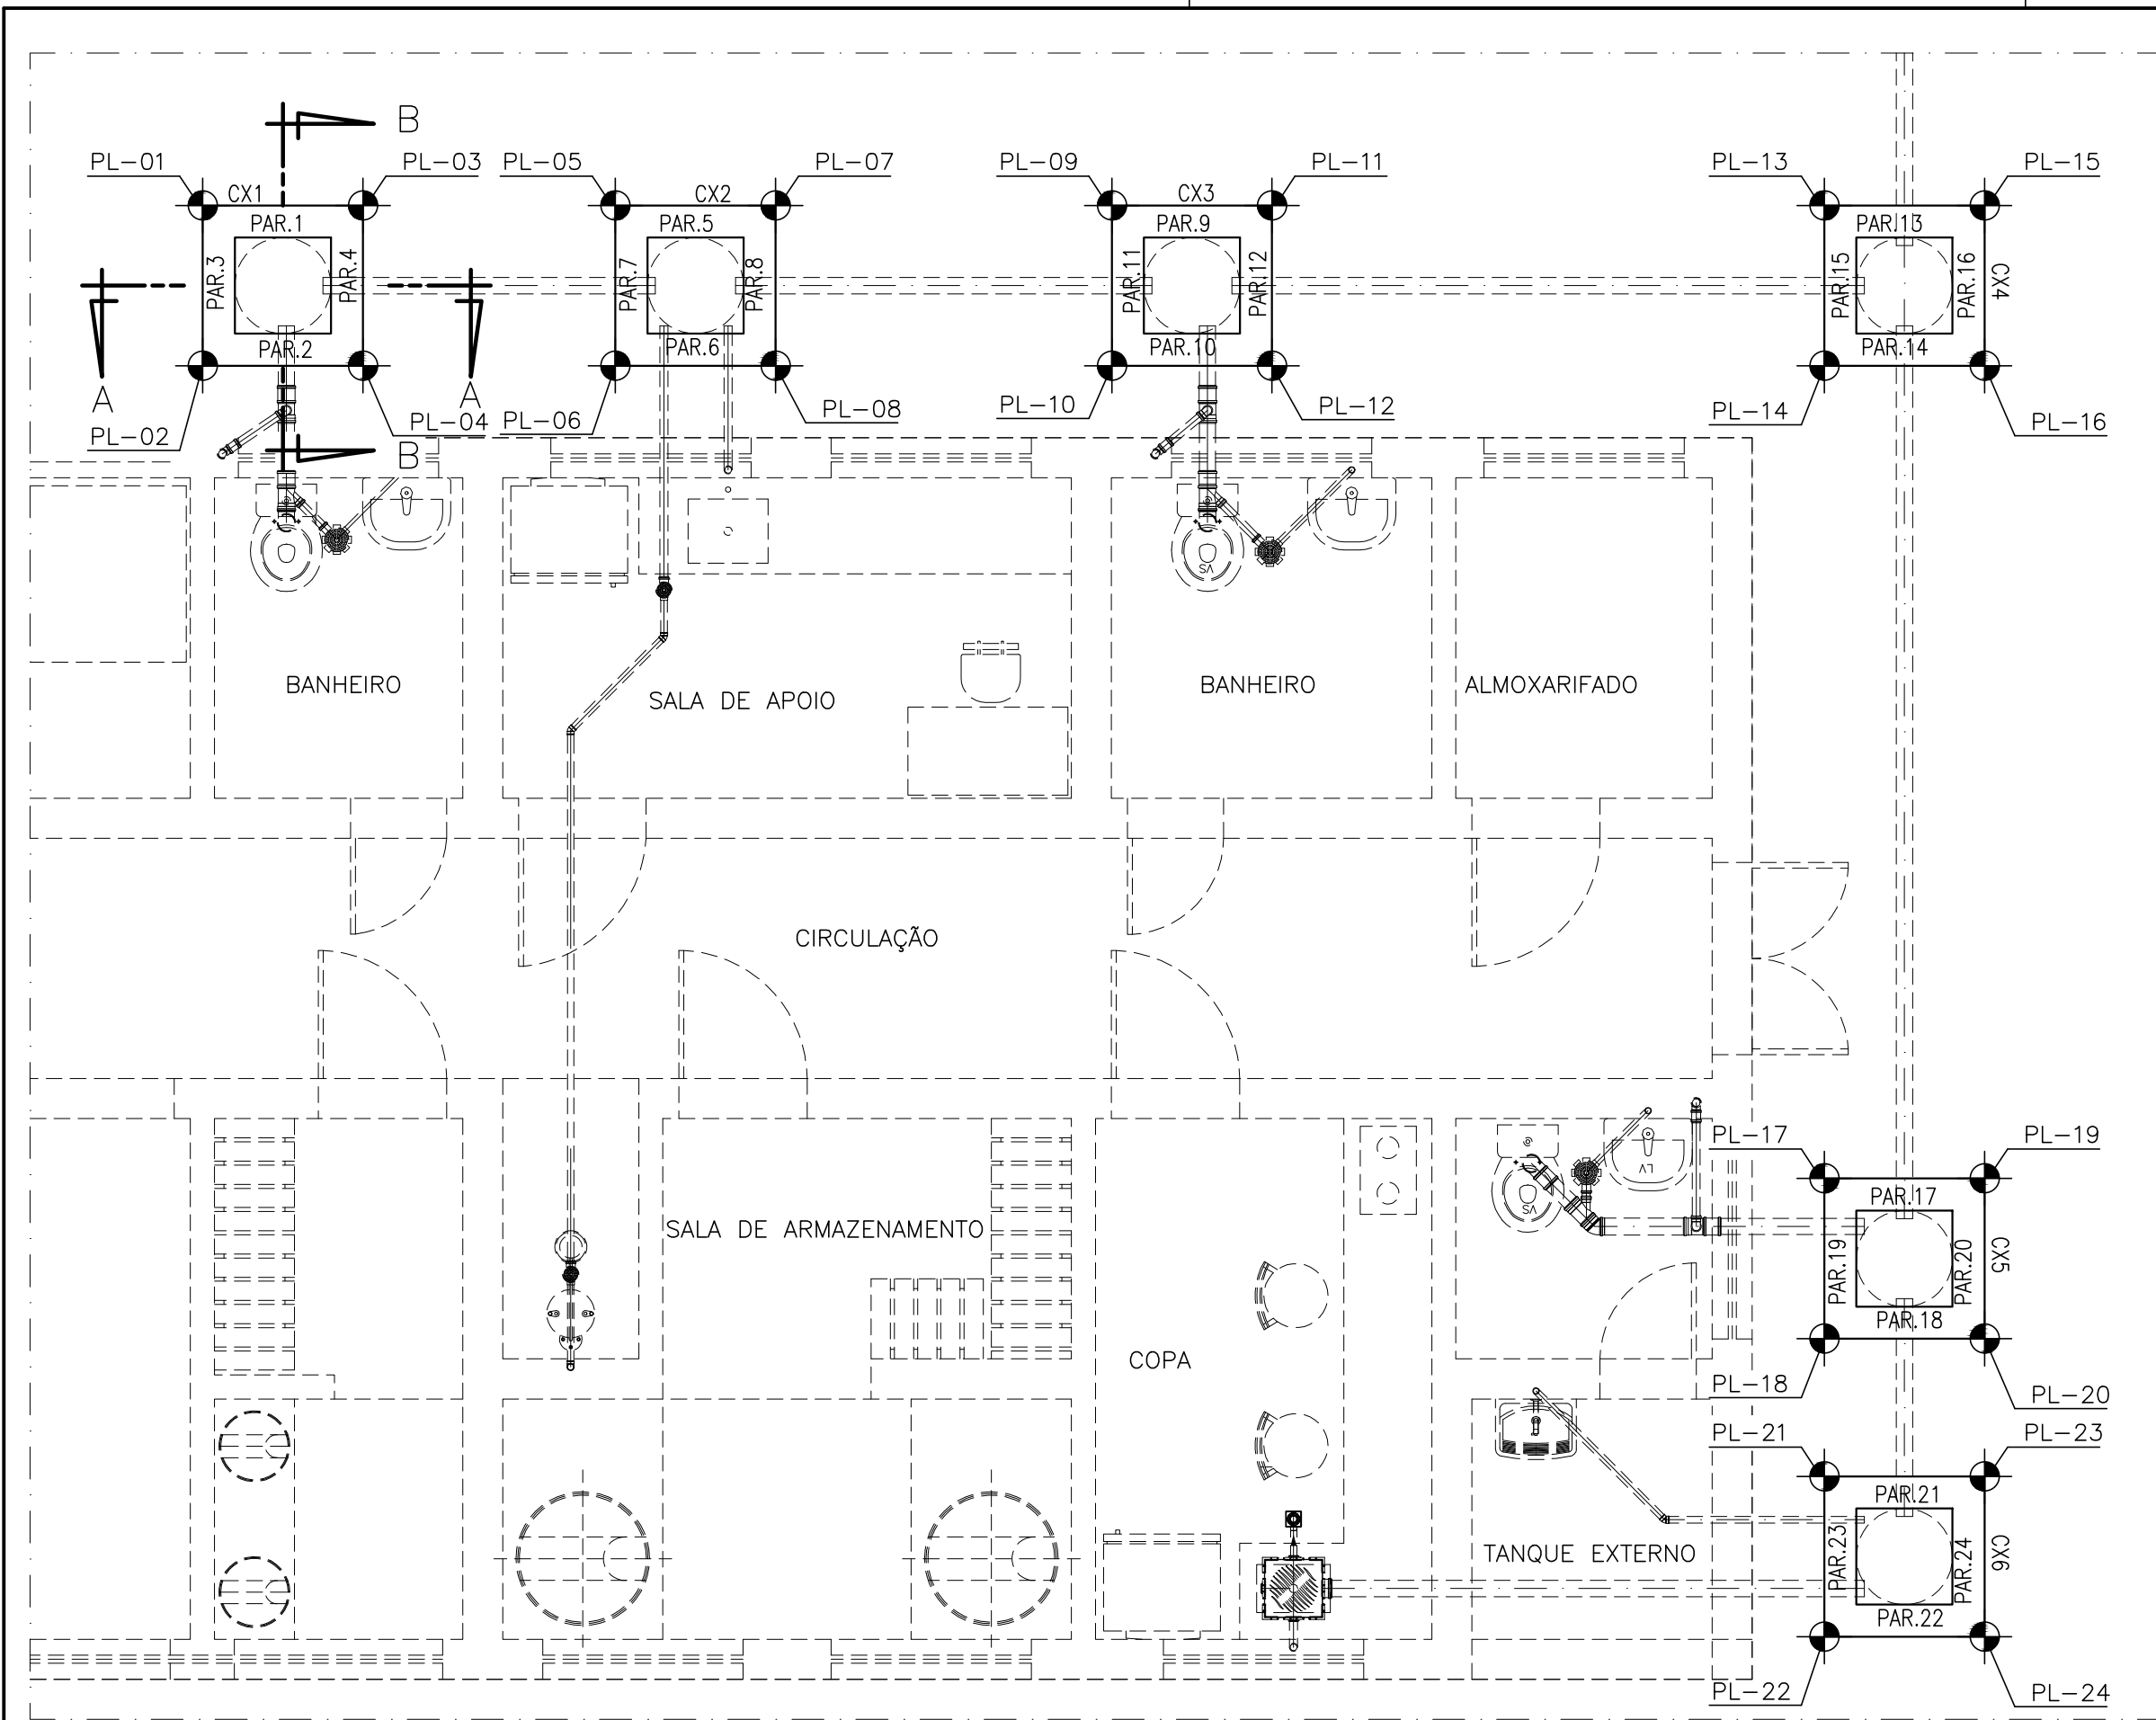 B
PL-01
PL-03
PL-05
PL-07
PL-09
PL-11
PL-13
PL-15
CX1
CX2
CX3
PAR.1
PAR.5
PAR.9
PAR.13
PAR.3
PAR.4
PAR.7
PAR.8
PAR.11
PAR.12
PAR.15
PAR.16
CX4
PAR.2
PAR.6
PAR.10
PAR.14
A
A
PL-02
PL-04
PL-06
PL-08
PL-10
PL-12
PL-14
PL-16
B
VS
BANHEIRO
SALA DE APOIO
BANHEIRO
ALMOXARIFADO
CIRCULAÇÃO
PL-17
PL-19
LV
VS
PAR.17
SALA DE ARMAZENAMENTO
PAR.19
PAR.20
CX5
PAR.18
COPA
PL-18
PL-20
PL-21
PL-23
PAR.21
TANQUE EXTERNO
PAR.23
PAR.24
CX6
PAR.22
PL-22
PL-24